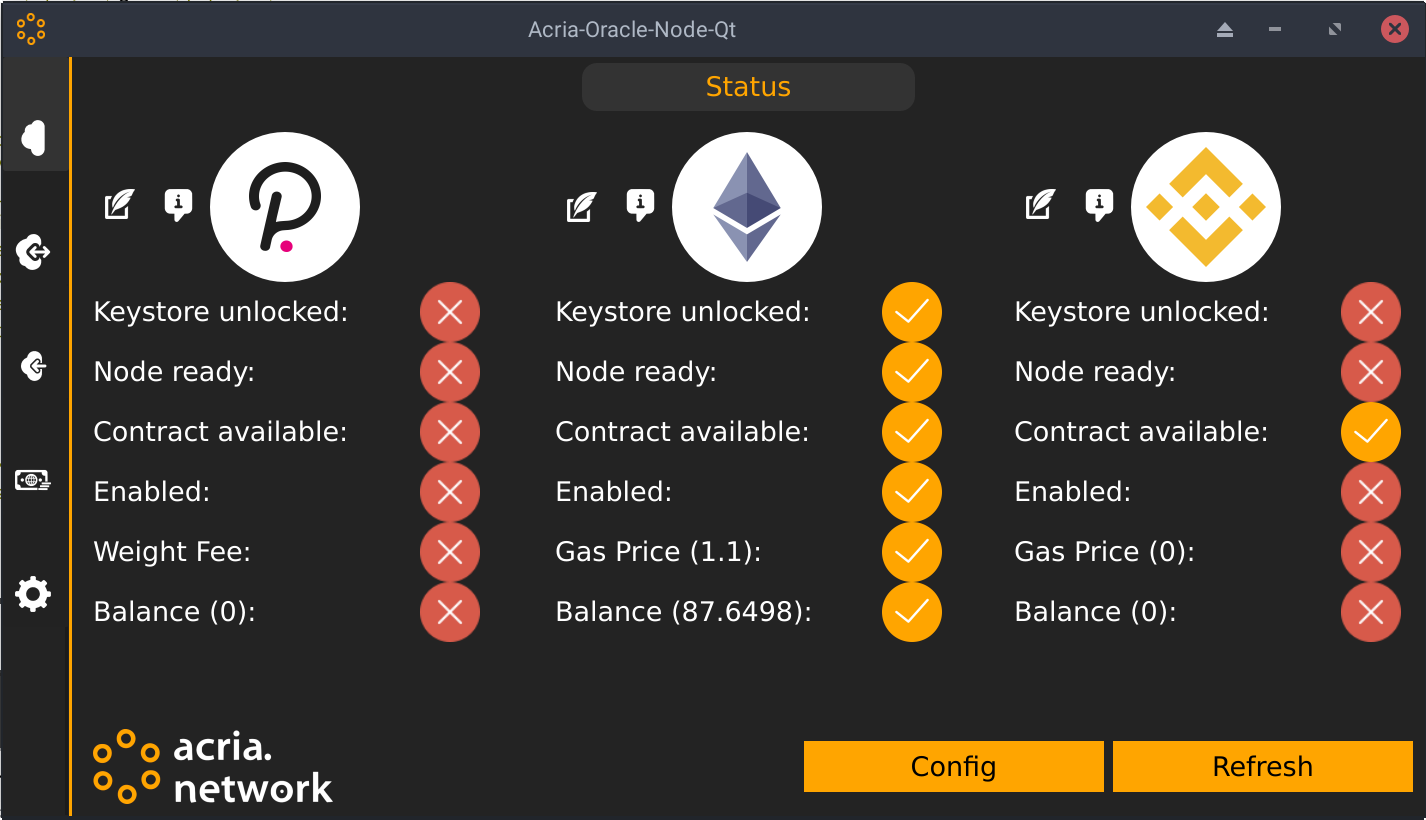 Acria-Oracle-Node-Qt
Status
Keystore unlocked:
Node ready:
Contract available:
Enabled:
Weight Fee:
Balance (0):
Keystore unlocked:
Node ready:
Contract available:
Enabled:
Gas Price (1.1):
Balance (87.6498):
Keystore unlocked:
Node ready:
Contract available:
Enabled:
Gas Price (0):
Balance (0):
acria.
network
Config
Refresh